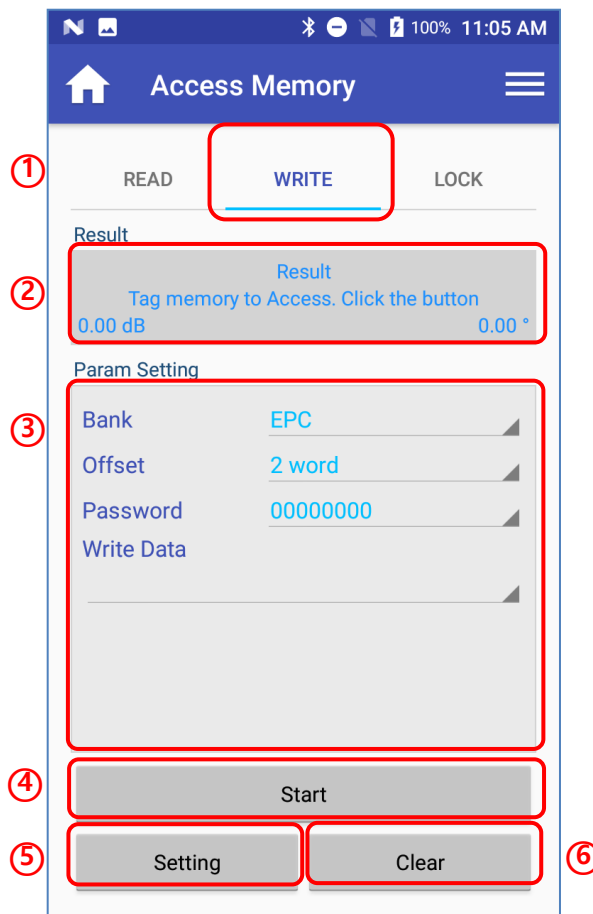 N 100% 11:05 AM
Access Memory
① READ WRITE LOCK
Result
② Result
Tag memory to Access. Click the button
0.00 dB 0.00 °
Param Setting
③ Bank EPC
Offset 2 word
Password 00000000
Write Data
④ Start
⑤ Setting Clear ⑥